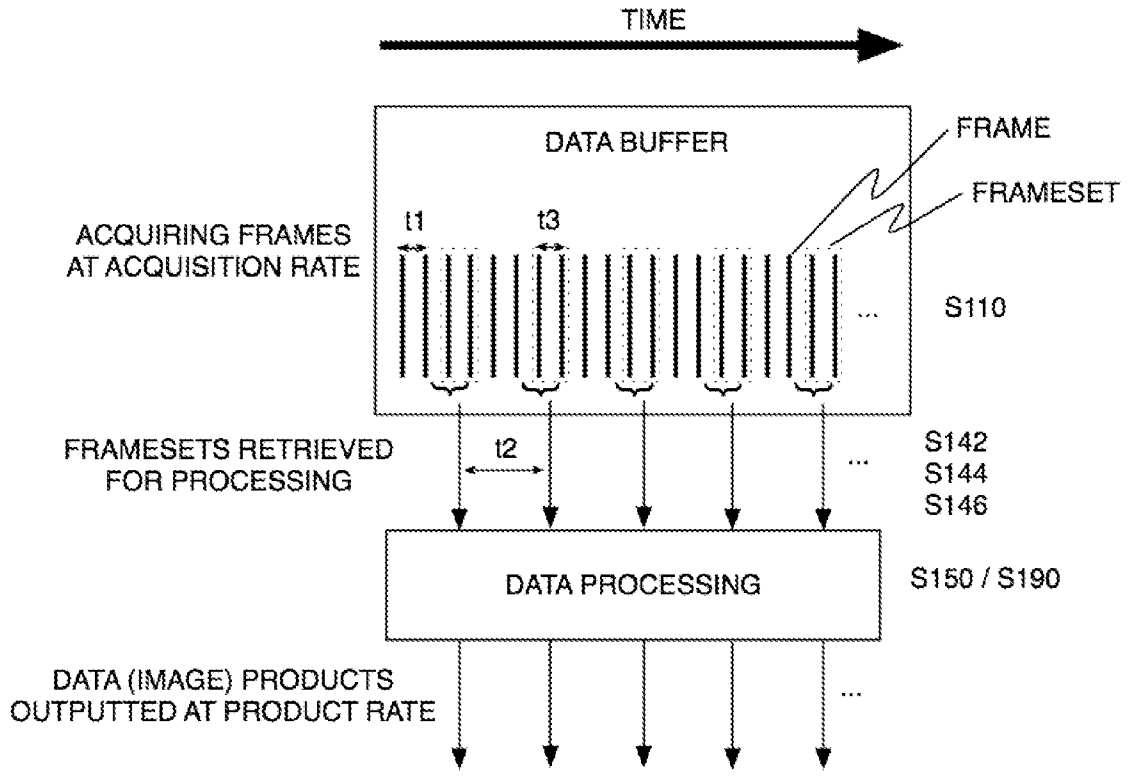 TIME
DATA BUFFER
FRAME
FRAMESET
t1
t3
ACQUIRING FRAMES
AT ACQUISITION RATE
...
S110
FRAMESETS RETRIEVED
FOR PROCESSING
t2
...
S142
S144
S146
DATA PROCESSING
S150 / S190
DATA (IMAGE) PRODUCTS
OUTPUTTED AT PRODUCT RATE
...